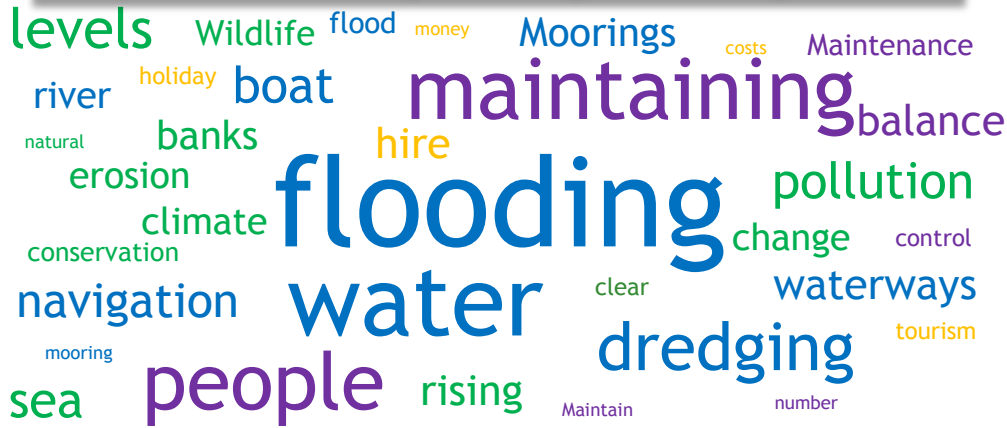 levels Wildlife flood money Moorings costs Maintenance
river holiday boat maintaining balance
natural banks hire
erosion flooding pollution
climate change control
conservation
navigation water clear waterways
mooring dredging tourism
sea people rising Maintain number